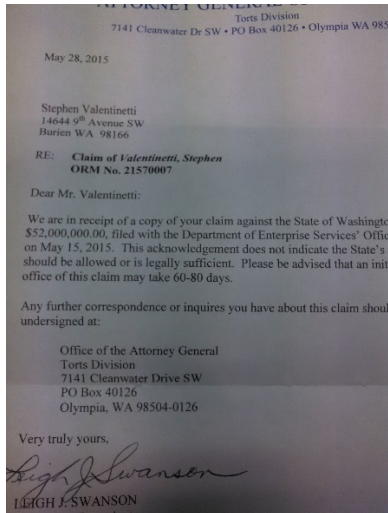 ATTORNEY GENERAL
Torts Division
7141 Cleanwater Dr SW • PO Box 40126 • Olympia WA 985
May 28, 2015
Stephen Valentinetti
14644 9th Avenue SW
Burien WA 98166
RE: Claim of Valentinetti, Stephen
ORM No. 21570007
Dear Mr. Valentinetti:
We are in receipt of a copy of your claim against the State of Washingto
$52,000,000.00, filed with the Department of Enterprise Services' Offic
on May 15, 2015. This acknowledgement does not indicate the State's
should be allowed or is legally sufficient. Please be advised that an init
office of this claim may take 60-80 days.
Any further correspondence or inquires you have about this claim shoul
undersigned at:
Office of the Attorney General
Torts Division
7141 Cleanwater Drive SW
PO Box 40126
Olympia, WA 98504-0126
Very truly yours,
Leigh J Swanson
LEIGH J. SWANSON